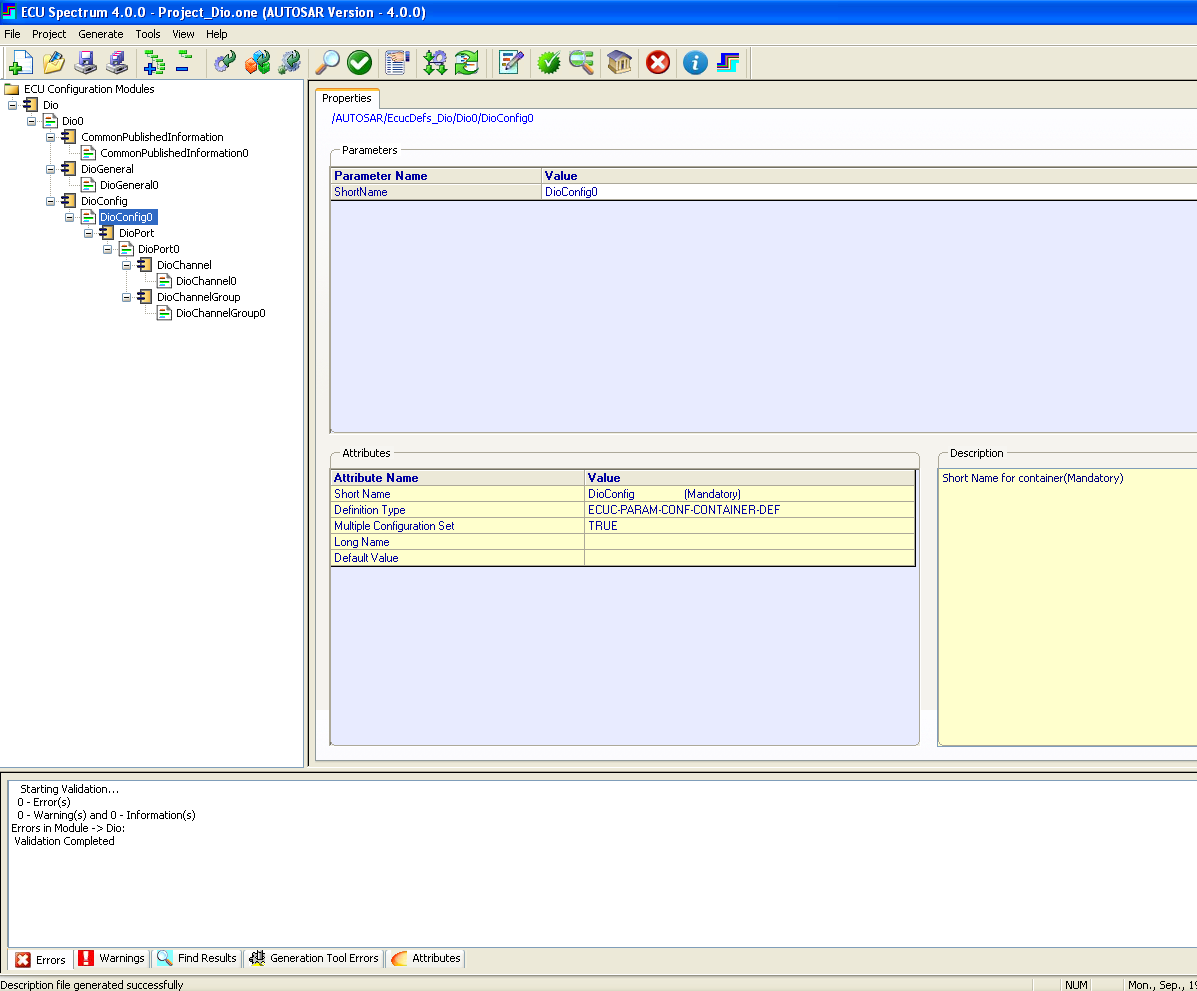 ECU Spectrum 4.0.0 - Project_Dio.one (AUTOSAR Version - 4.0.0)
File Project Generate Tools View Help
ECU Configuration Modules
Dio
Dio0
CommonPublishedInformation
CommonPublishedInformation0
DioGeneral
DioGeneral0
DioConfig
DioConfig0
DioPort
DioPort0
DioChannel
DioChannel0
DioChannelGroup
DioChannelGroup0
Properties
/AUTOSAR/EcucDefs_Dio/Dio0/DioConfig0
Parameters
Parameter Name Value
ShortName DioConfig0
Attributes
Attribute Name Value
Short Name DioConfig (Mandatory)
Definition Type ECUC-PARAM-CONF-CONTAINER-DEF
Multiple Configuration Set TRUE
Long Name
Default Value
Description
Short Name for container(Mandatory)
Starting Validation...
0 - Error(s)
0 - Warning(s) and 0 - Information(s)
Errors in Module -> Dio:
Validation Completed
Errors Warnings Find Results Generation Tool Errors Attributes
Description file generated successfully NUM Mon., Sep., 19